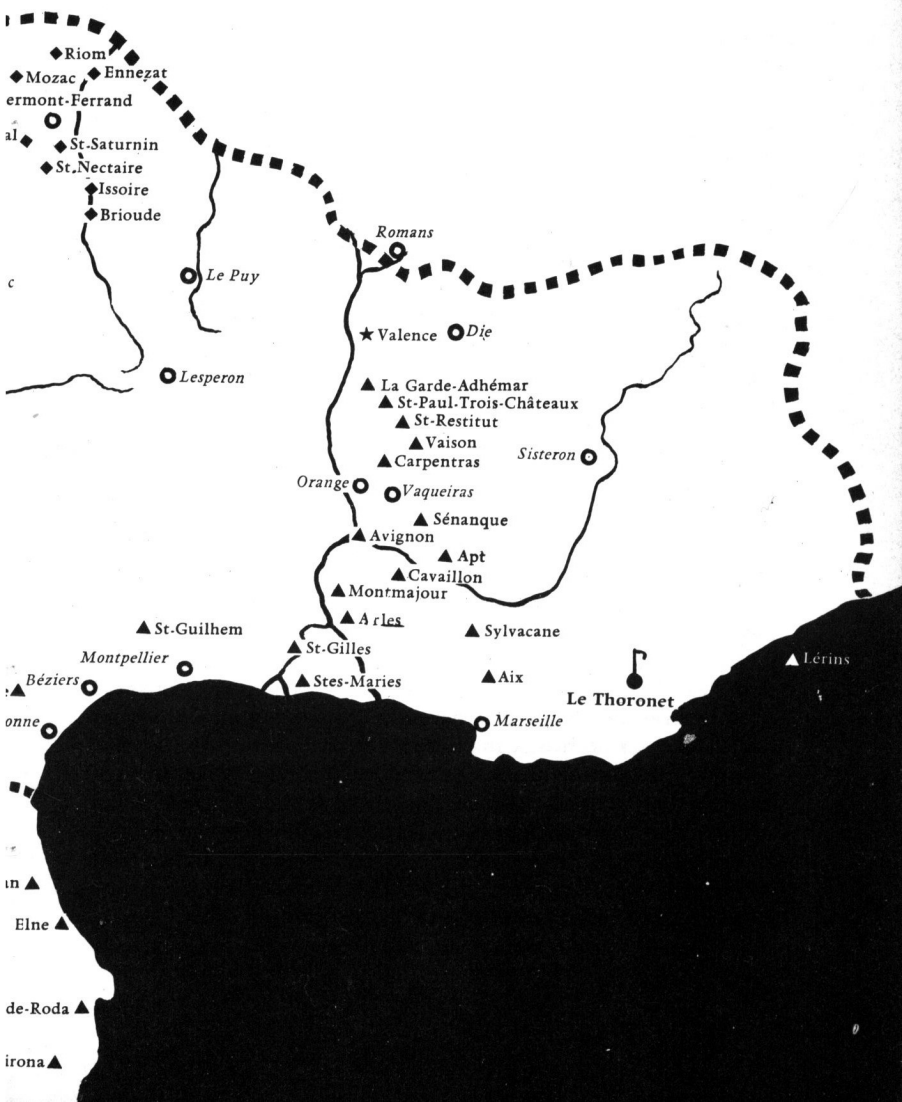 Riom
Mozac
Ennezat
ermont-Ferrand
al
St-Saturnin
St-Nectaire
Issoire
Brioude
Romans
Le Puy
c
Valence
Die
Lesperon
La Garde-Adhémar
St-Paul-Trois-Châteaux
St-Restitut
Vaison
Sisteron
Carpentras
Orange
Vaqueiras
Sénanque
Avignon
Apt
Cavaillon
Montmajour
Arles
St-Guilhem
Sylvacane
St-Gilles
Montpellier
Lérins
Béziers
Stes-Maries
Aix
Le Thoronet
onne
Marseille
an
Elne
de-Roda
irona